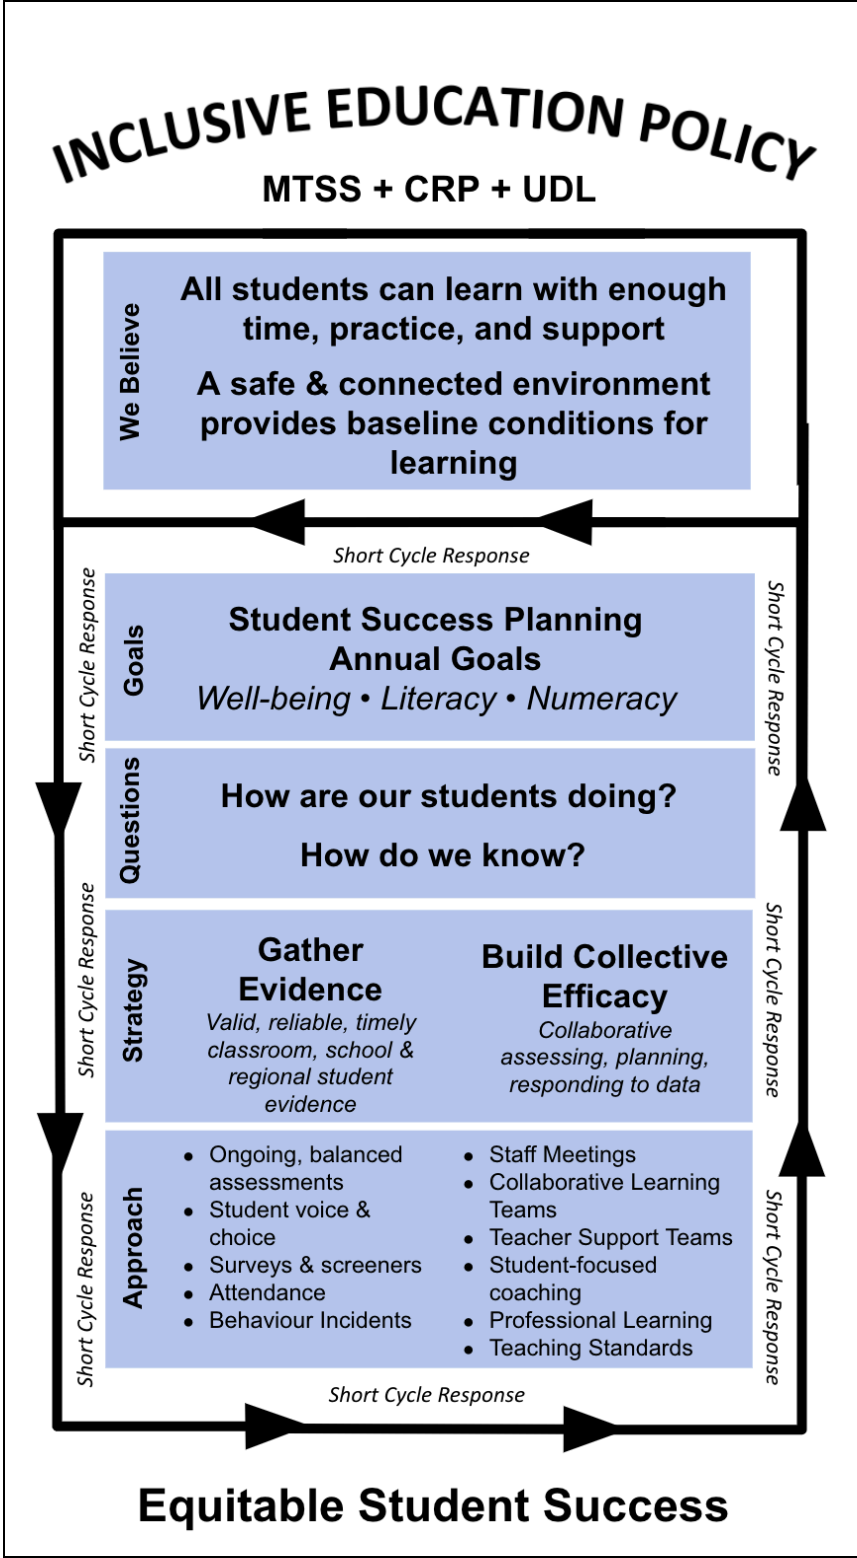 INCLUSIVE EDUCATION POLICY
MTSS + CRP + UDL
We Believe
All students can learn with enough
time, practice, and support
A safe & connected environment
provides baseline conditions for
learning
Short Cycle Response
Short Cycle Response
Short Cycle Response
Goals
Student Success Planning
Annual Goals
Well-being • Literacy • Numeracy
Questions
How are our students doing?
How do we know?
Short Cycle Response
Short Cycle Response
Strategy
Gather
Evidence
Valid, reliable, timely
classroom, school &
regional student
evidence
Build Collective
Efficacy
Collaborative
assessing, planning,
responding to data
Short Cycle Response
Short Cycle Response
Approach
• Ongoing, balanced
assessments
• Student voice &
choice
• Surveys & screeners
• Attendance
• Behaviour Incidents
• Staff Meetings
• Collaborative Learning
Teams
• Teacher Support Teams
• Student-focused
coaching
• Professional Learning
• Teaching Standards
Short Cycle Response
Equitable Student Success